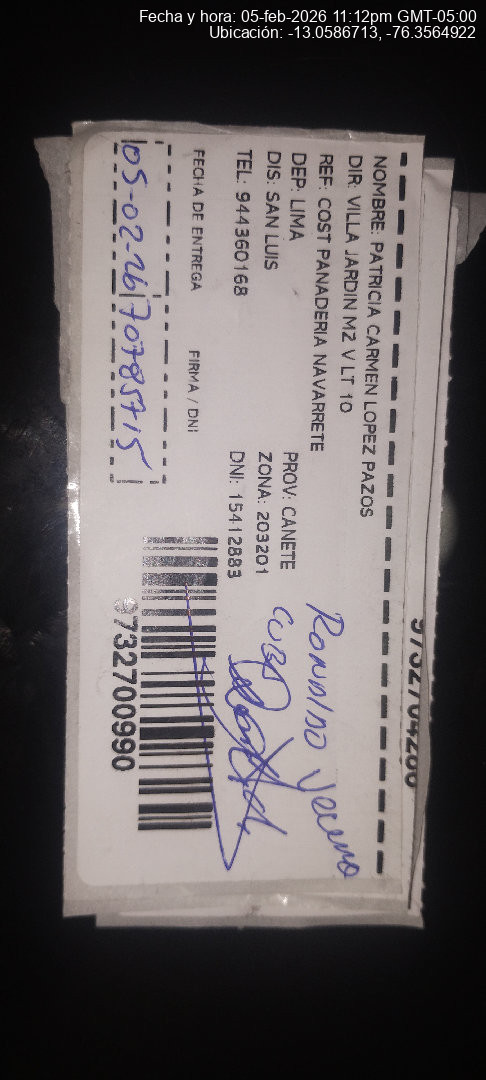 Fecha y hora: 05-feb-2026 11:12pm GMT-05:00
Ubicación: -13.0586713, -76.3564922
NOMBRE: PATRICIA CARMEN LOPEZ PAZOS
DIR: VILLA JARDIN MZ V LT 10
REF: COST PANADERIA NAVARRETE
DEP: LIMA PROV: CANETE
DIS: SAN LUIS ZONA: 203201
TEL: 944360168 DNI: 15412883
FECHA DE ENTREGA FIRMA / DNI
05-02-26 70785715
9732700990